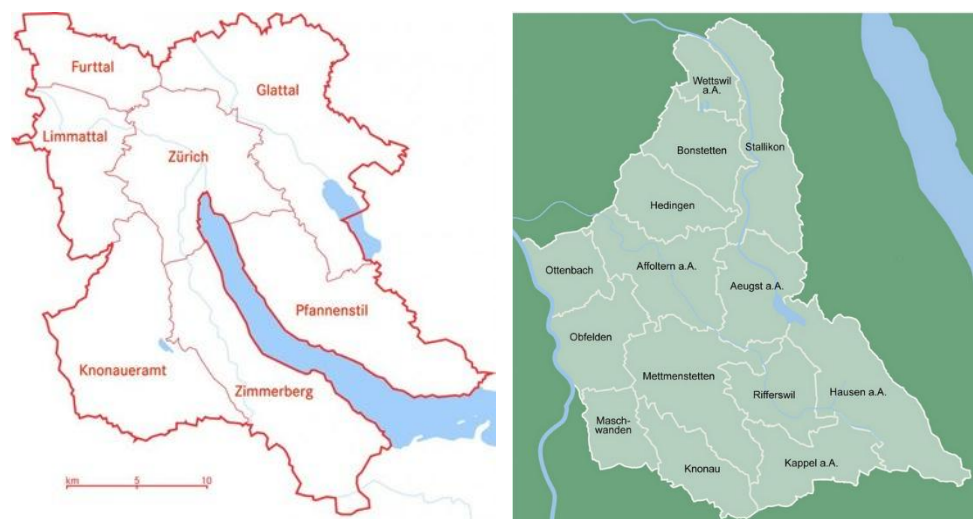 Furttal
Glattal
Limmattal
Zürich
Pfannenstil
Knonaueramt
Zimmerberg
km
5
10
Wettswil
a.A.
Bonstetten
Stallikon
Hedingen
Ottenbach
Affoltern a.A.
Aeugst a.A.
Obfelden
Mettmenstetten
Rifferswil
Hausen a.A.
Masch-
wanden
Knonau
Kappel a.A.